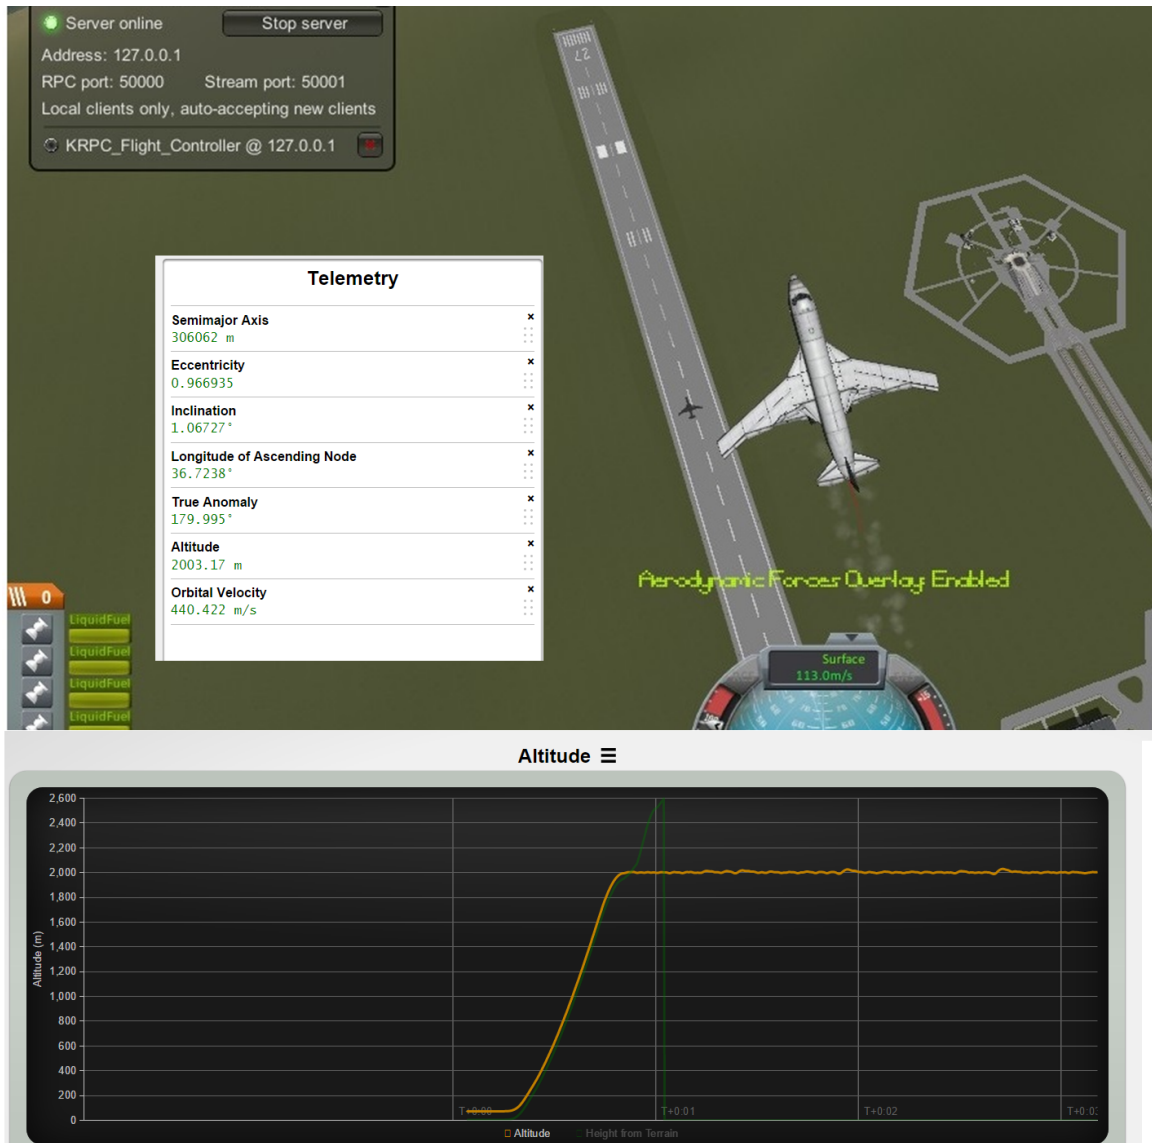 Server online
Stop server
Address: 127.0.0.1
RPC port: 50000
Stream port: 50001
Local clients only, auto-accepting new clients
KRPC_Flight_Controller @ 127.0.0.1
27
Telemetry
Semimajor Axis
306062 m
Eccentricity
0.966935
Inclination
1.06727°
Longitude of Ascending Node
36.7238°
True Anomaly
179.995°
Altitude
2003.17 m
Orbital Velocity
440.422 m/s
Aerodynamic Forces Overlay: Enabled
0
LiquidFuel
LiquidFuel
LiquidFuel
LiquidFuel
Surface
113.0m/s
Altitude
Altitude (m)
2,600
2,400
2,200
2,000
1,800
1,600
1,400
1,200
1,000
800
600
400
200
0
T+0:00
T+0:01
T+0:02
Altitude
Height from Terrain